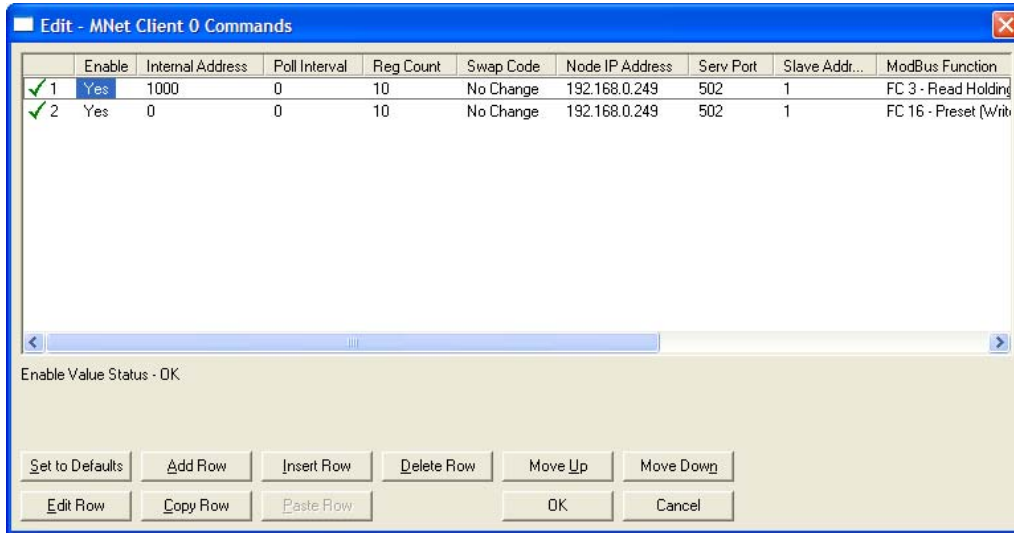 Edit - MNet Client 0 Commands
Enable Internal Address Poll Interval Reg Count Swap Code Node IP Address Serv Port Slave Addr... ModBus Function
1 Yes 1000 0 10 No Change 192.168.0.249 502 1 FC 3 - Read Holding
2 Yes 0 0 10 No Change 192.168.0.249 502 1 FC 16 - Preset (Writ
Enable Value Status - OK
Set to Defaults Add Row Insert Row Delete Row Move Up Move Down
Edit Row Copy Row Paste Row OK Cancel